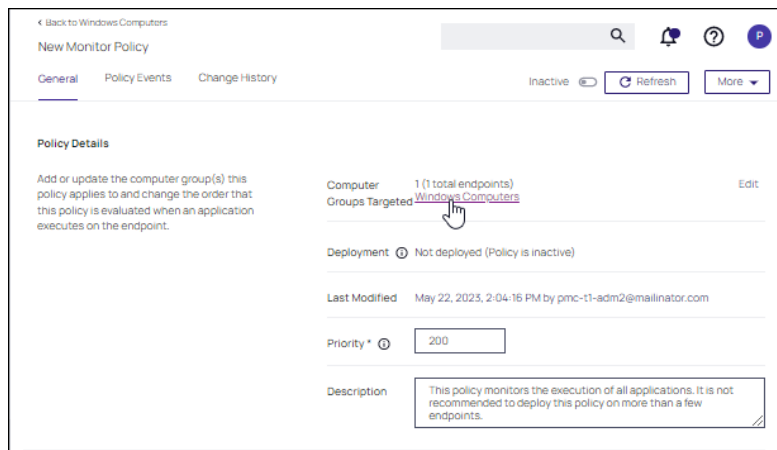 Back to Windows Computers
New Monitor Policy
P
General
Policy Events
Change History
Inactive
Refresh
More
Policy Details
Add or update the computer group(s) this
policy applies to and change the order that
this policy is evaluated when an application
executes on the endpoint.
Computer
Groups Targeted
1 (1 total endpoints)
Windows Computers
Edit
Deployment
Not deployed (Policy is inactive)
Last Modified
May 22, 2023, 2:04:16 PM by pmc-t1-adm2@mailinator.com
Priority *
200
Description
This policy monitors the execution of all applications. It is not
recommended to deploy this policy on more than a few
endpoints.